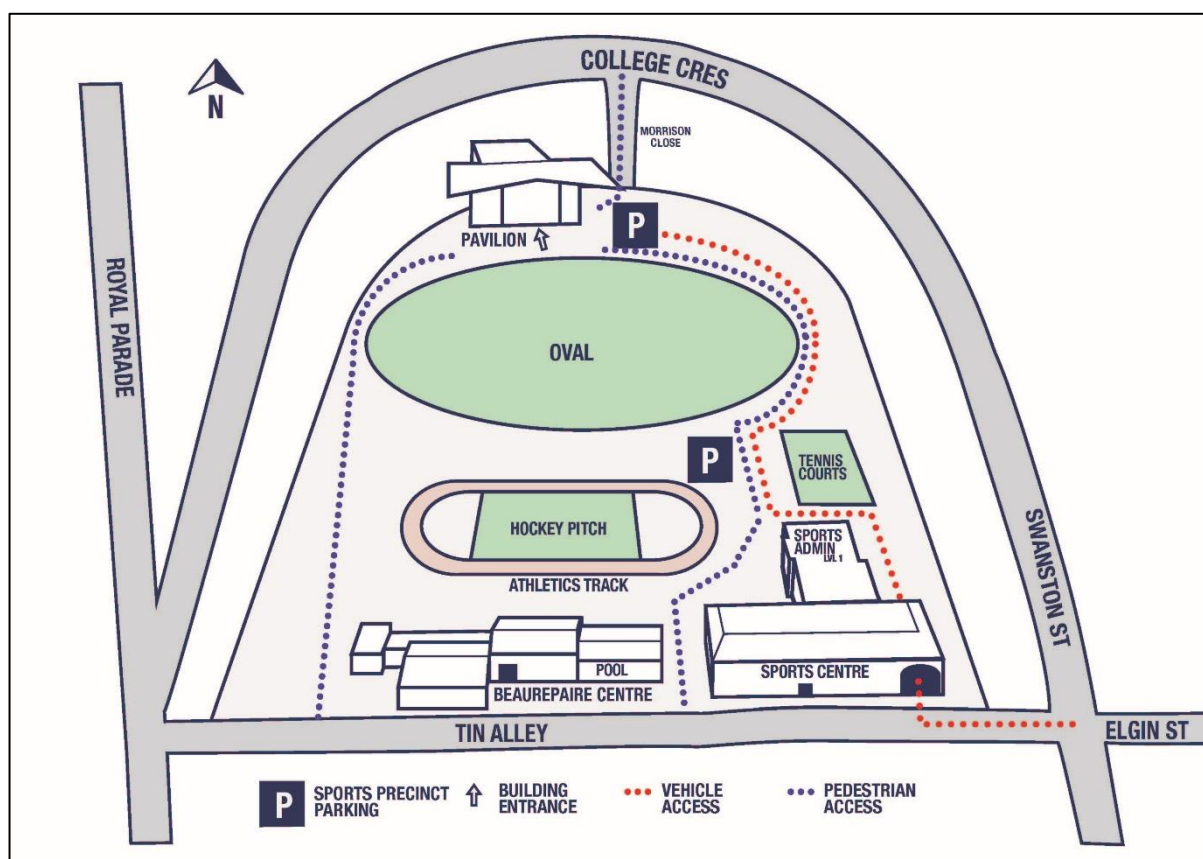 COLLEGE CRES
N
MORRISON
CLOSE
P
PAVILION
ROYAL PARADE
OVAL
P
TENNIS
COURTS
HOCKEY PITCH
SPORTS
ADMIN
LVL 1
ATHLETICS TRACK
SWANSTON ST
POOL
SPORTS CENTRE
BEAUREPAIRE CENTRE
TIN ALLEY
ELGIN ST
P
SPORTS PRECINCT
PARKING
BUILDING
ENTRANCE
VEHICLE
ACCESS
PEDESTRIAN
ACCESS